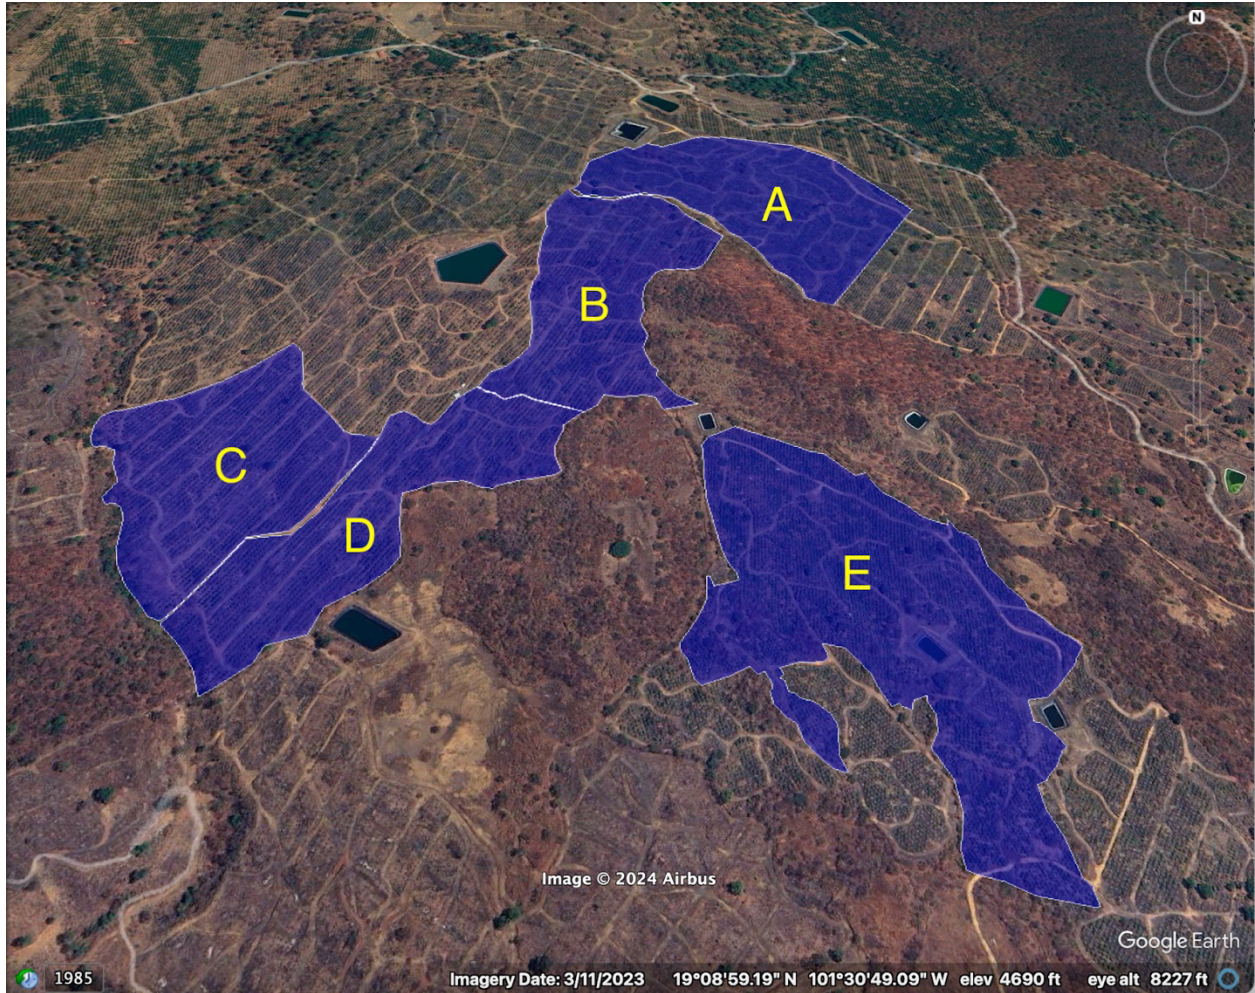 N
A
B
C
D
E
Image © 2024 Airbus
Google Earth
1985
Imagery Date: 3/11/2023 19°08'59.19" N 101°30'49.09" W elev 4690 ft eye alt 8227 ft